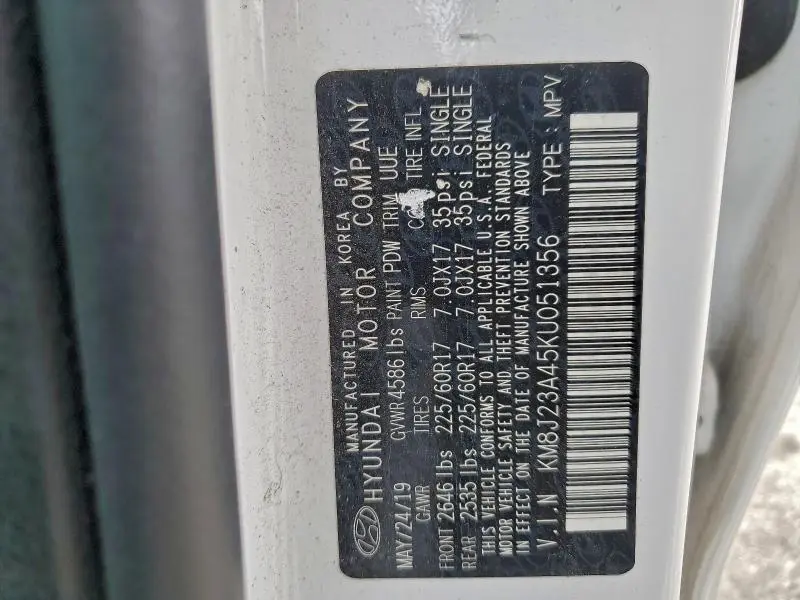 MANUFACTURED IN KOREA BY
HYUNDAI MOTOR COMPANY
MAY/24/19 GVWR 4586lbs PAINT PDW TRIM UUE
GAWR TIRES RIMS TIRE INFL
FRONT 2646 lbs 225/60R17 7.0JX17 35psi SINGLE
REAR 2535 lbs 225/60R17 7.0JX17 35psi SINGLE
THIS VEHICLE CONFORMS TO ALL APPLICABLE U.S.A. FEDERAL
MOTOR VEHICLE SAFETY AND THEFT PREVENTION STANDARDS
IN EFFECT ON THE DATE OF MANUFACTURE SHOWN ABOVE
V.I.N KM8J23A45KU051356 TYPE : MPV